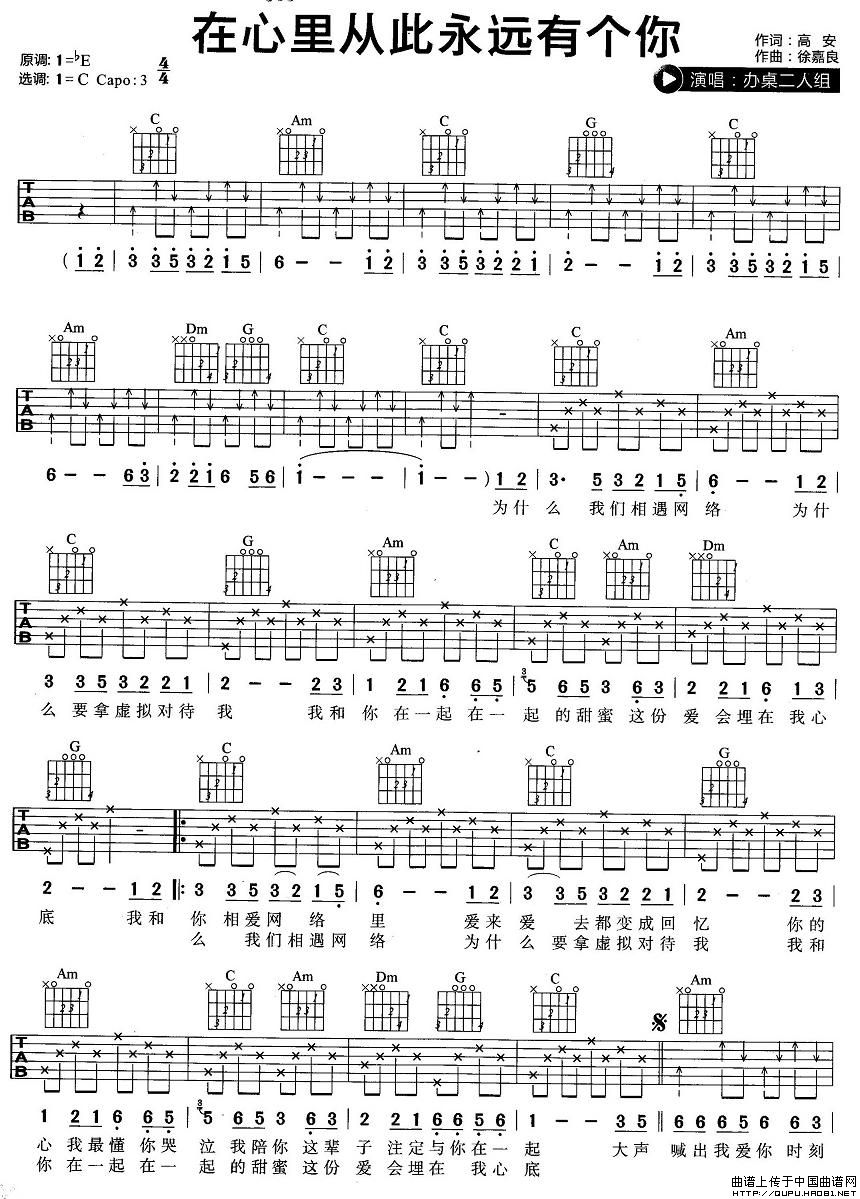 在心里从此永远有个你
作词：高 安
作曲：徐嘉良
原调: 1=♭E 4/4
选调: 1=C Capo: 3
演唱：办桌二人组
C Am C G C
TAB
( 1 2 | 3 3 5 3 2 1 5 | 6 - - 1 2 | 3 3 5 3 2 2 1 | 2 - - 1 2 | 3 3 5 3 2 1 5
Am Dm G C C C Am
TAB
6 - - 6 3 | 2 2 1 6 5 6 | 1 - - - | 1 - - ) 1 2 | 3· 5 3 2 1 5 | 6 - - 1 2
为什 么 我们相遇网 络 为什
C G Am C Am Dm
TAB
3 3 5 3 2 2 1 | 2 - - 2 3 | 1 2 1 6 6 5 | 5 6 5 3 6 3 | 2 2 1 6 1 3
么 要拿虚拟对待 我 我和 你 在一起 在一 起 的甜蜜 这份 爱 会埋在 我心
G C Am C G
TAB
2 - - 1 2 ‖: 3 3 5 3 2 1 5 | 6 - - 1 2 | 3 3 5 3 2 2 1 | 2 - - 1 2
底 我和 你 相爱网 络 里 爱来 爱 去都变成回 忆 你的
么 我们相遇网 络 为什 么 要拿虚拟对待 我 我和
Am C Am Dm G C Am
TAB
1 2 1 6 6 5 | 5 6 5 3 6 3 | 2 2 1 6 5 6 | 1 - - 3 5 ‖ 6 6 6 5 6 5 3
心 我最懂 你哭 泣 我陪你 这辈 子 注定与你在一 起 大声 喊出我爱你 时刻
你 在一起 在一 起 的甜蜜 这份 爱 会埋在 我心 底
曲谱上传于中国曲谱网
HTTP://QUPU.HAO81.NET